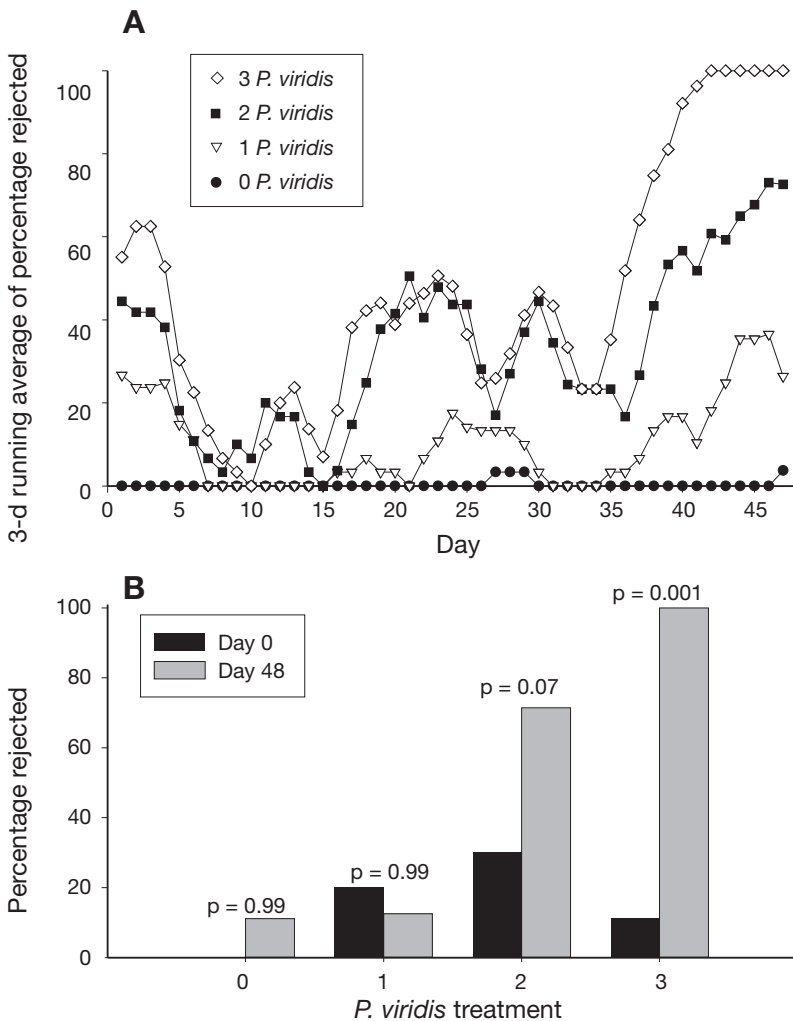 A
3-d running average of percentage rejected
100
80
60
40
20
0
3 P. viridis
2 P. viridis
1 P. viridis
0 P. viridis
0 5 10 15 20 25 30 35 40 45
Day
B
Percentage rejected
100
80
60
40
20
0
Day 0
Day 48
p = 0.99
p = 0.99
p = 0.07
p = 0.001
0 1 2 3
P. viridis treatment